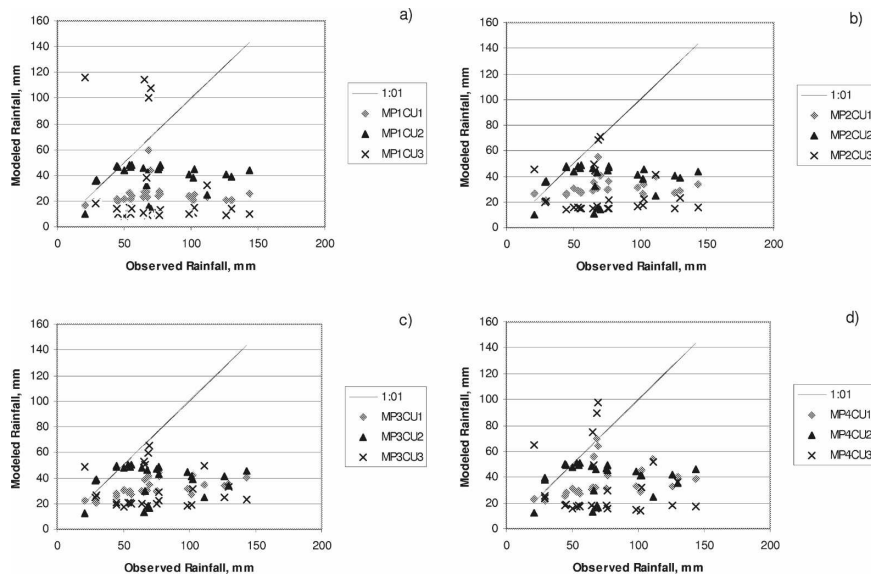 a)
160
140
120
100
80
60
40
20
0
0 50 100 150 200
Modeled Rainfall, mm
Observed Rainfall, mm
1:01
MP1CU1
MP1CU2
MP1CU3
b)
160
140
120
100
80
60
40
20
0
0 50 100 150 200
Modeled Rainfall, mm
Observed Rainfall, mm
1:01
MP2CU1
MP2CU2
MP2CU3
c)
160
140
120
100
80
60
40
20
0
0 50 100 150 200
Modeled Rainfall, mm
Observed Rainfall, mm
1:01
MP3CU1
MP3CU2
MP3CU3
d)
160
140
120
100
80
60
40
20
0
0 50 100 150 200
Modeled Rainfall, mm
Observed Rainfall, mm
1:01
MP4CU1
MP4CU2
MP4CU3